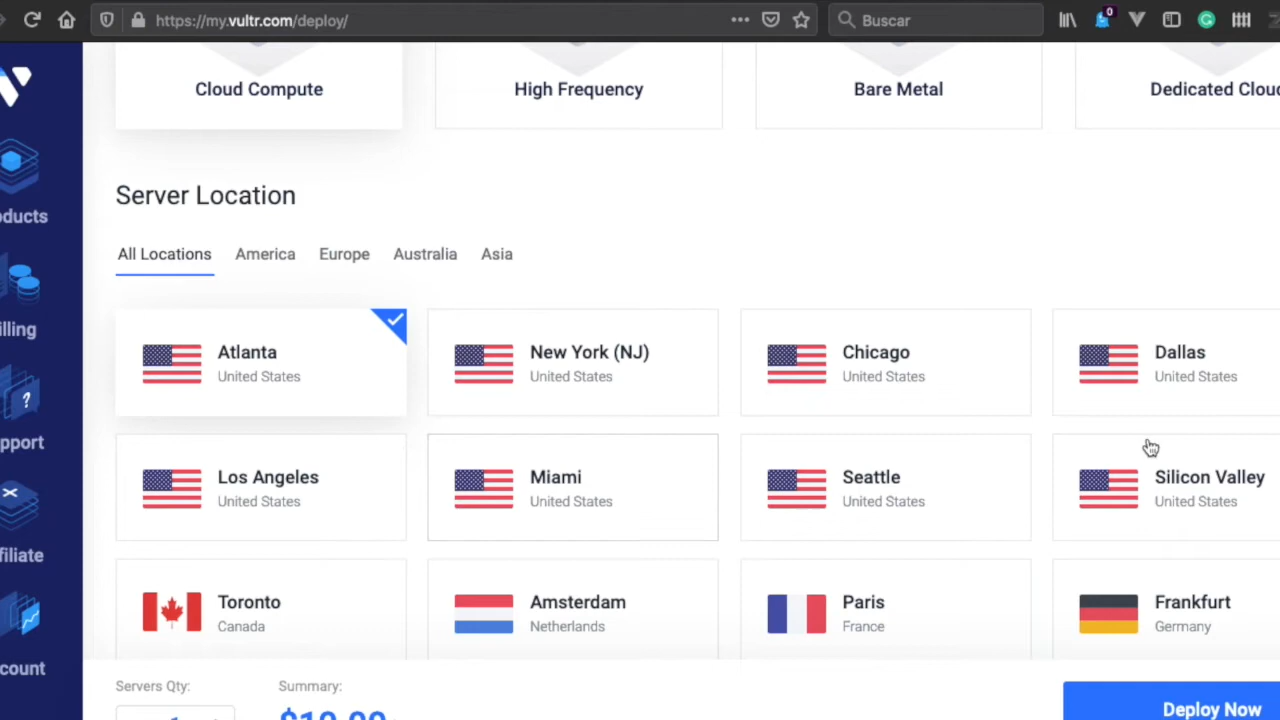 https://my.vultr.com/deploy/
Buscar
0
Cloud Compute
High Frequency
Bare Metal
Dedicated Clou
Server Location
oducts
All Locations
America
Europe
Australia
Asia
illing
Atlanta
United States
New York (NJ)
United States
Chicago
United States
Dallas
United States
pport
Los Angeles
United States
Miami
United States
Seattle
United States
Silicon Valley
United States
filiate
Toronto
Canada
Amsterdam
Netherlands
Paris
France
Frankfurt
Germany
count
Servers Qty:
Summary:
Deploy Now